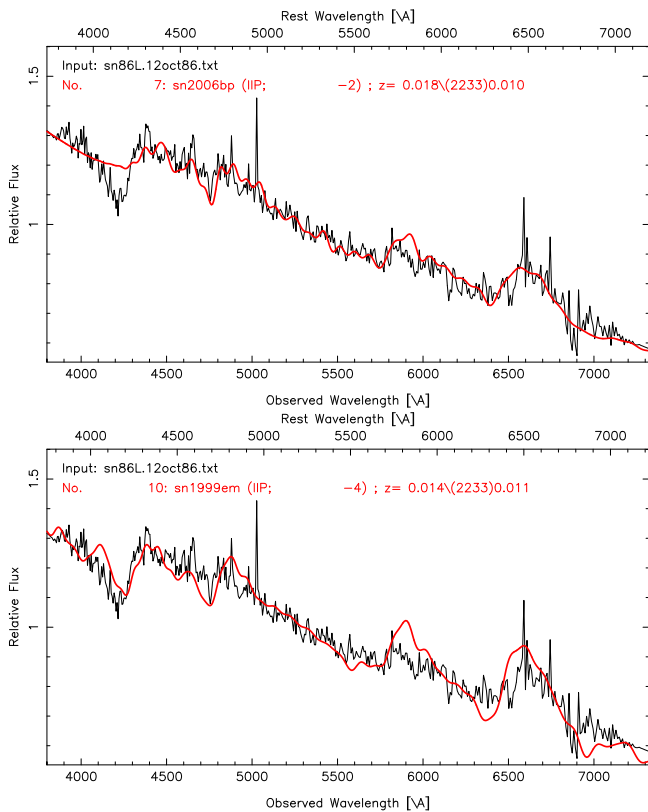 Rest Wavelength [\A]
4000 4500 5000 5500 6000 6500 7000
Input: sn86L.12oct86.txt
No. 7: sn2006bp (IIP; -2) ; z= 0.018\(2233)0.010
1.5
1
Relative Flux
4000 4500 5000 5500 6000 6500 7000
Observed Wavelength [\A]
Rest Wavelength [\A]
4000 4500 5000 5500 6000 6500 7000
Input: sn86L.12oct86.txt
No. 10: sn1999em (IIP; -4) ; z= 0.014\(2233)0.011
1.5
1
Relative Flux
4000 4500 5000 5500 6000 6500 7000
Observed Wavelength [\A]